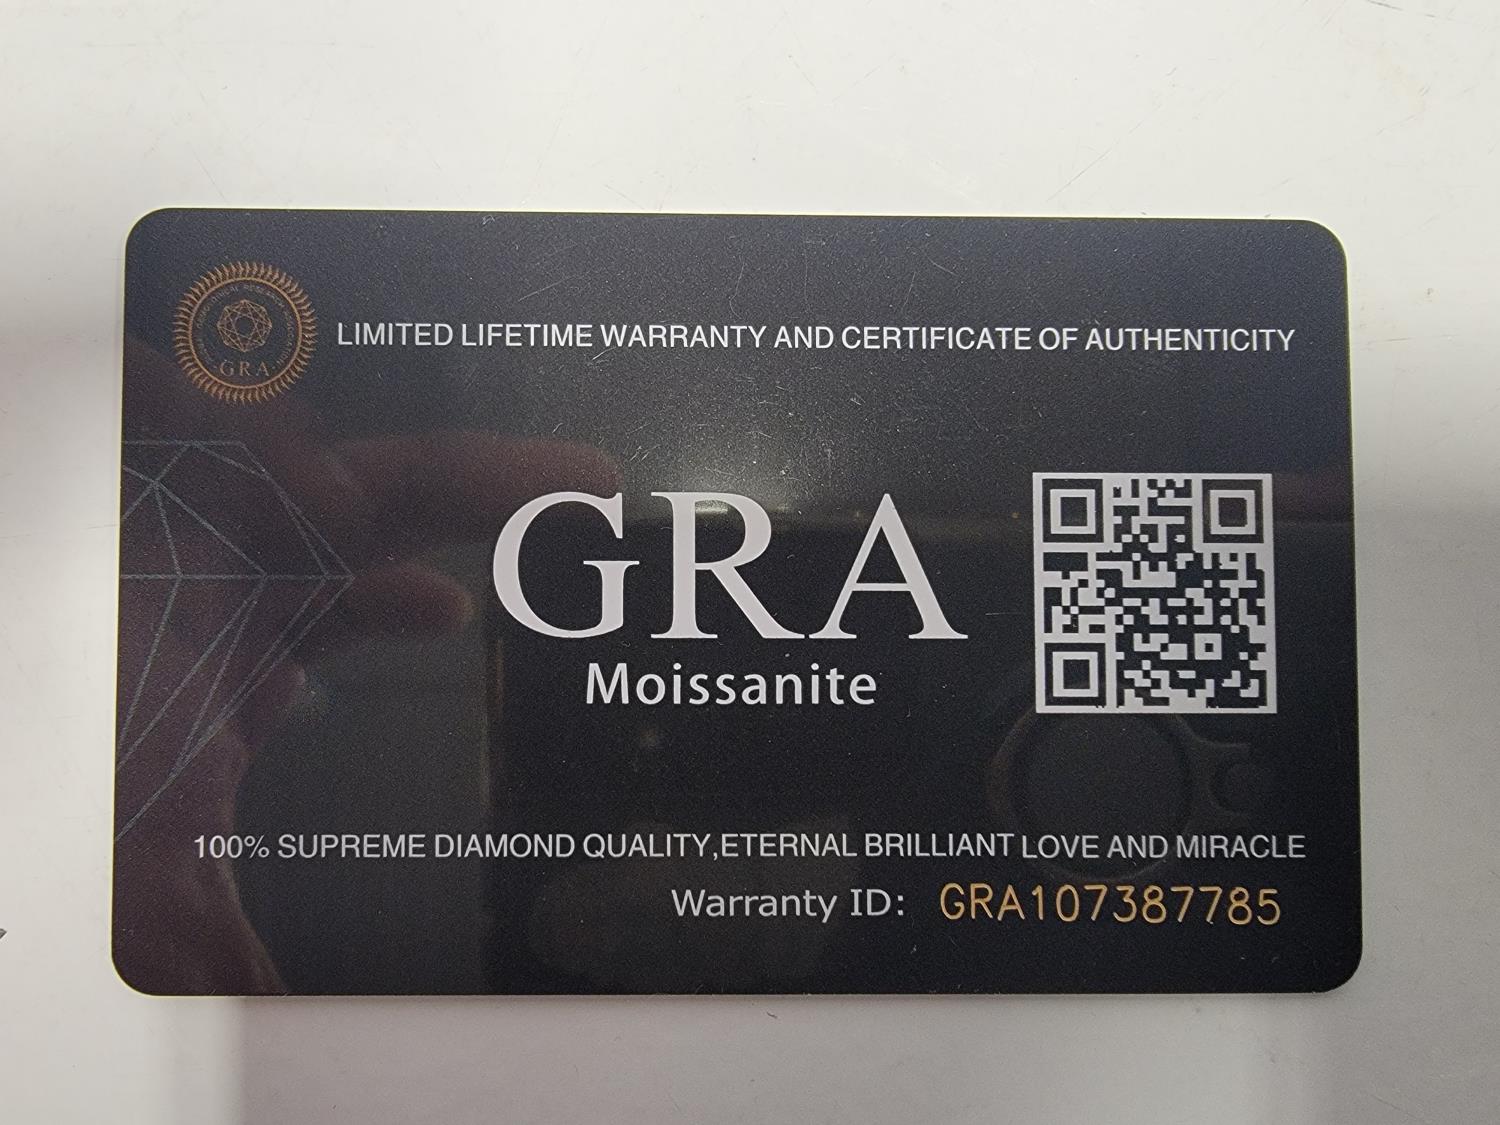 GRA
LIMITED LIFETIME WARRANTY AND CERTIFICATE OF AUTHENTICITY
GRA
Moissanite
100% SUPREME DIAMOND QUALITY,ETERNAL BRILLIANT LOVE AND MIRACLE
Warranty ID: GRA107387785